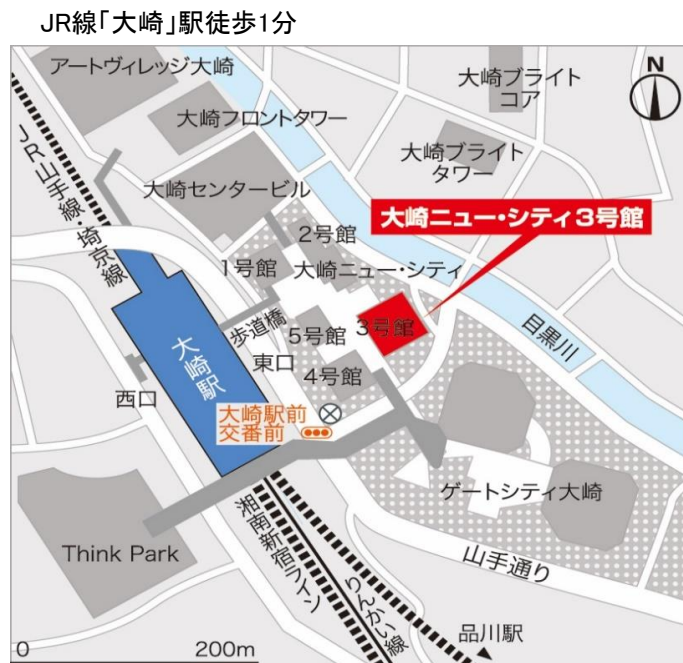 JR線「大崎」駅徒歩1分
アートヴィレッジ大崎
大崎ブライト
コア
N
大崎フロントタワー
JR山手線 埼京線
大崎ブライト
タワー
大崎センタービル
大崎ニュー・シティ3号館
2号館
1号館
大崎ニュー・シティ
歩道橋
5号館
3号館
目黒川
大崎駅
東口
4号館
西口
大崎駅前
交番前
ゲートシティ大崎
Think Park
湘南新宿ライン
りんかい線
山手通り
品川駅
0
200m